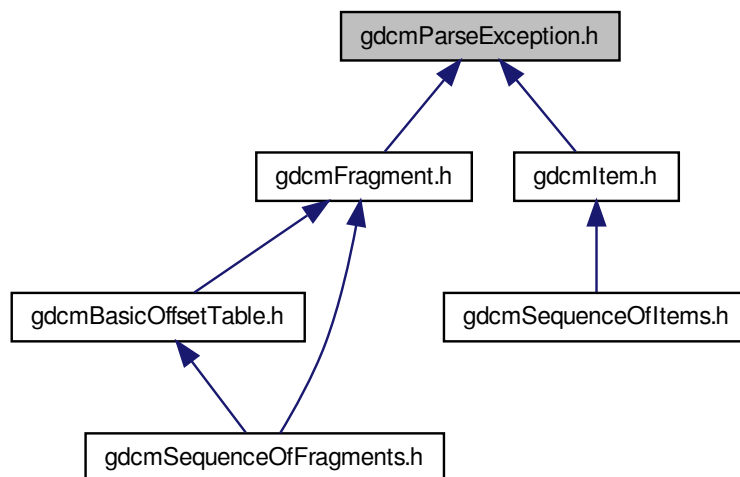 gdcmParseException.h
gdcmFragment.h
gdcmItem.h
gdcmBasicOffsetTable.h
gdcmSequenceOfItems.h
gdcmSequenceOfFragments.h